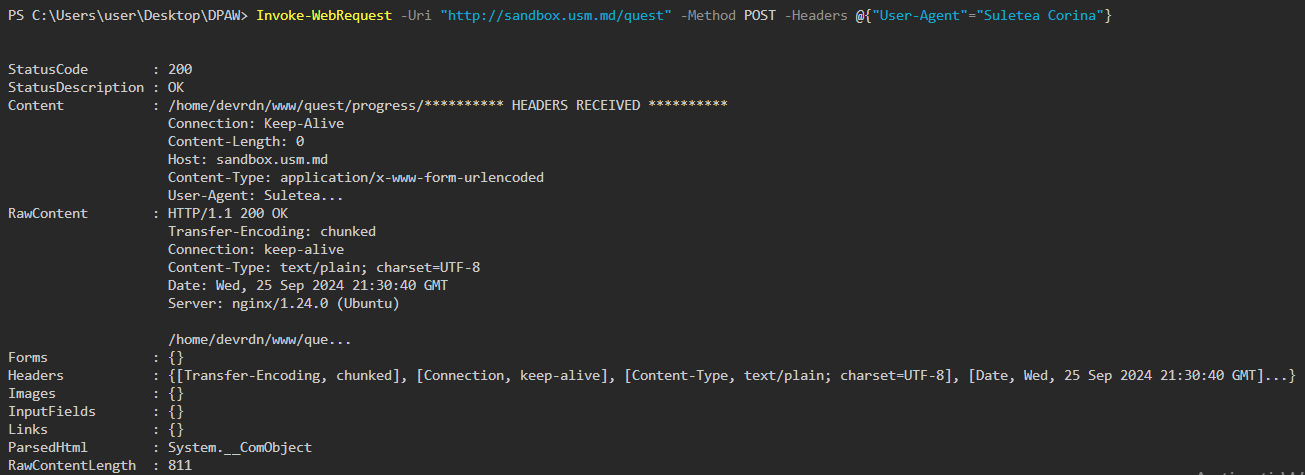 PS C:\Users\user\Desktop\DPAW> Invoke-WebRequest -Uri "http://sandbox.usm.md/quest" -Method POST -Headers @{"User-Agent"="Suletea Corina"}
StatusCode : 200
StatusDescription : OK
Content : /home/devrdn/www/quest/progress/********** HEADERS RECEIVED **********
Connection: Keep-Alive
Content-Length: 0
Host: sandbox.usm.md
Content-Type: application/x-www-form-urlencoded
User-Agent: Suletea...
RawContent : HTTP/1.1 200 OK
Transfer-Encoding: chunked
Connection: keep-alive
Content-Type: text/plain; charset=UTF-8
Date: Wed, 25 Sep 2024 21:30:40 GMT
Server: nginx/1.24.0 (Ubuntu)
/home/devrdn/www/que...
Forms : {}
Headers : {[Transfer-Encoding, chunked], [Connection, keep-alive], [Content-Type, text/plain; charset=UTF-8], [Date, Wed, 25 Sep 2024 21:30:40 GMT]...}
Images : {}
InputFields : {}
Links : {}
ParsedHtml : System.__ComObject
RawContentLength : 811